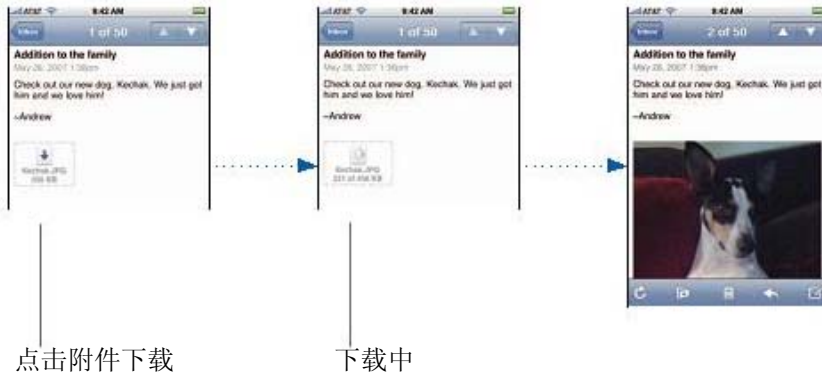 AT&T 9:42 AM
Inbox 1 of 50
Addition to the family
May 26, 2007 1:36pm
Check out our new dog, Kechak. We just got
him and we love him!
–Andrew
Kechak.JPG
456 KB
点击附件下载
AT&T 9:42 AM
Inbox 1 of 50
Addition to the family
May 26, 2007 1:36pm
Check out our new dog, Kechak. We just got
him and we love him!
–Andrew
Kechak.JPG
of 456 KB
下载中
AT&T 9:42 AM
Inbox 2 of 50
Addition to the family
May 26, 2007 1:36pm
Check out our new dog, Kechak. We just got
him and we love him!
–Andrew